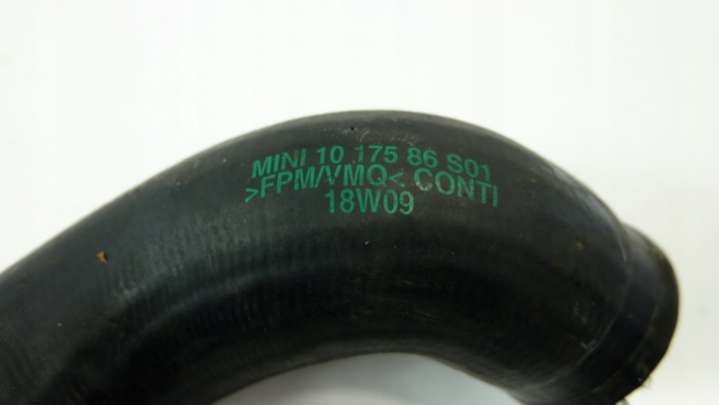 MINI 10 175 86 S01
>FPM/VMQ< CONTI
18W09